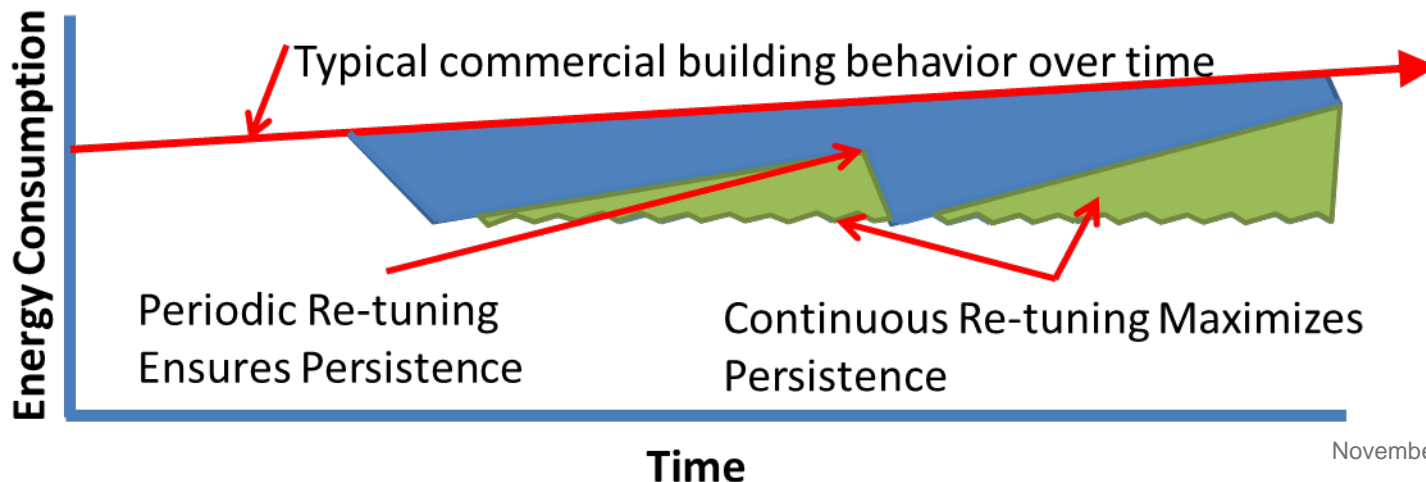 Energy Consumption
Typical commercial building behavior over time
Periodic Re-tuning
Ensures Persistence
Continuous Re-tuning Maximizes
Persistence
Time